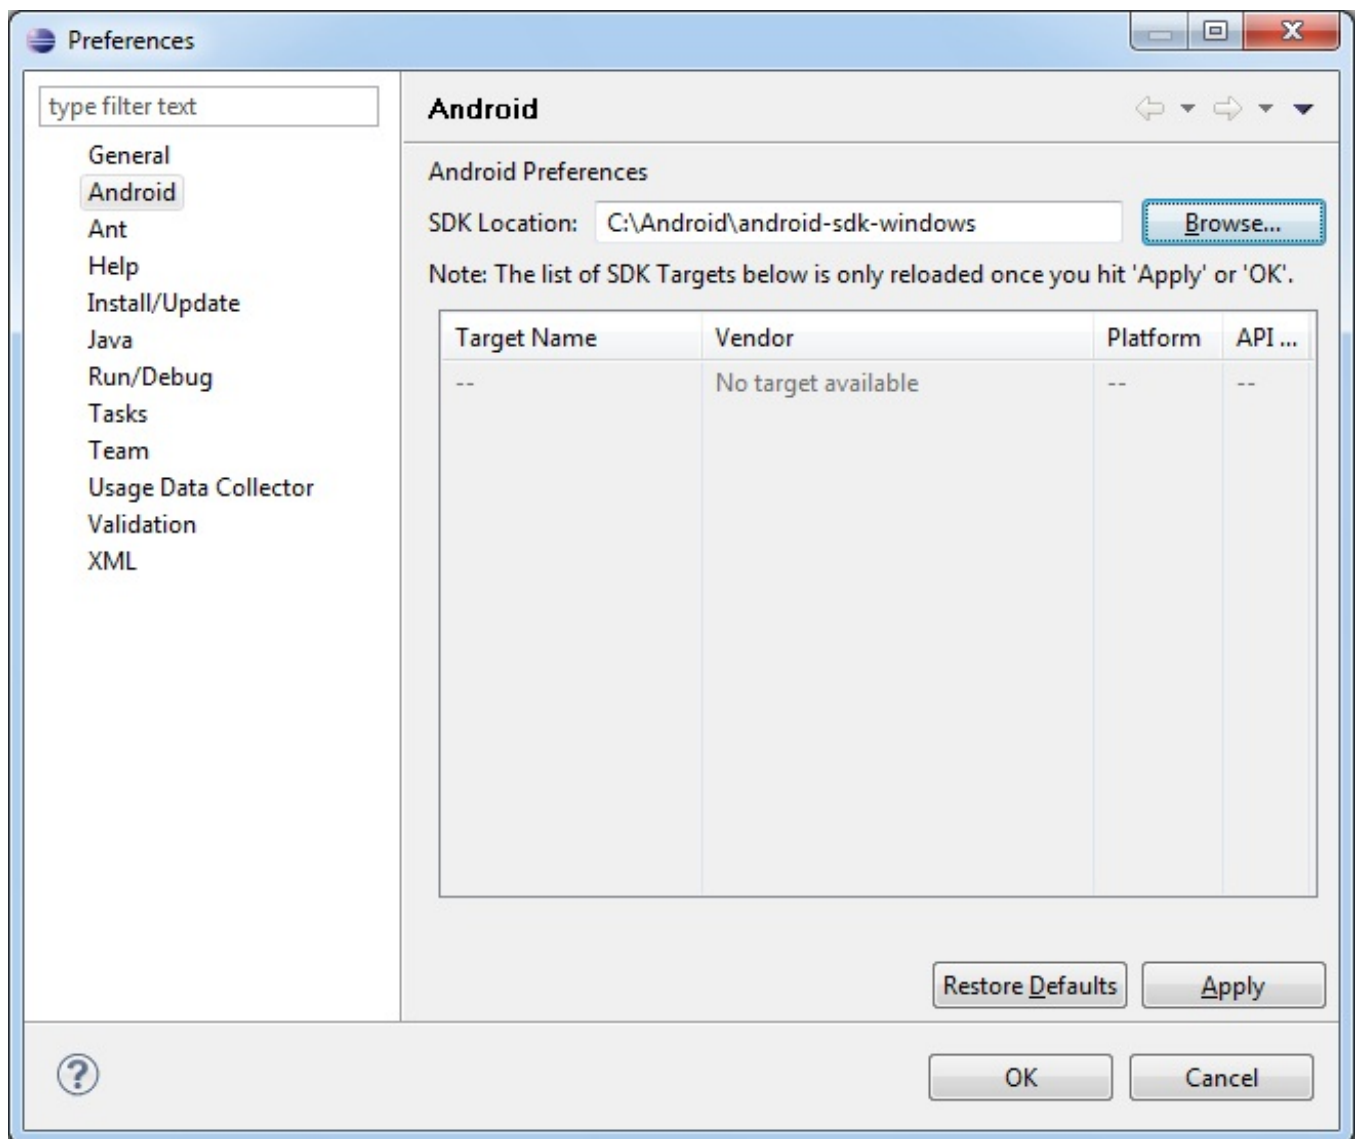 Preferences
type filter text
General
Android
Ant
Help
Install/Update
Java
Run/Debug
Tasks
Team
Usage Data Collector
Validation
XML
Android
Android Preferences
SDK Location: C:\Android\android-sdk-windows Browse...
Note: The list of SDK Targets below is only reloaded once you hit 'Apply' or 'OK'.
Target Name Vendor Platform API ...
-- No target available -- --
Restore Defaults Apply
? OK Cancel